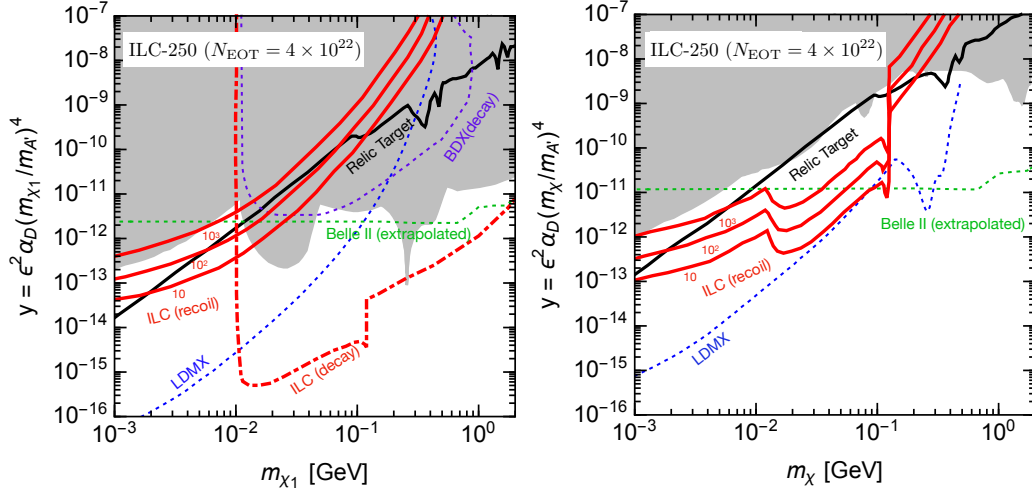 ILC-250 (N_EOT = 4 × 10^22)
10^-7
10^-8
10^-9
10^-10
10^-11
10^-12
10^-13
10^-14
10^-15
10^-16
y = ϵ^2 α_D(m_χ1/m_A')^4
Relic Target
BDX(decay)
Belle II (extrapolated)
10^3
10^2
10
ILC (recoil)
LDMX
ILC (decay)
10^-3
10^-2
10^-1
10^0
m_χ1 [GeV]
ILC-250 (N_EOT = 4 × 10^22)
10^-7
10^-8
10^-9
10^-10
10^-11
10^-12
10^-13
10^-14
10^-15
10^-16
y = ϵ^2 α_D(m_χ/m_A')^4
Relic Target
Belle II (extrapolated)
10^3
10^2
10
ILC (recoil)
LDMX
10^-3
10^-2
10^-1
10^0
m_χ [GeV]